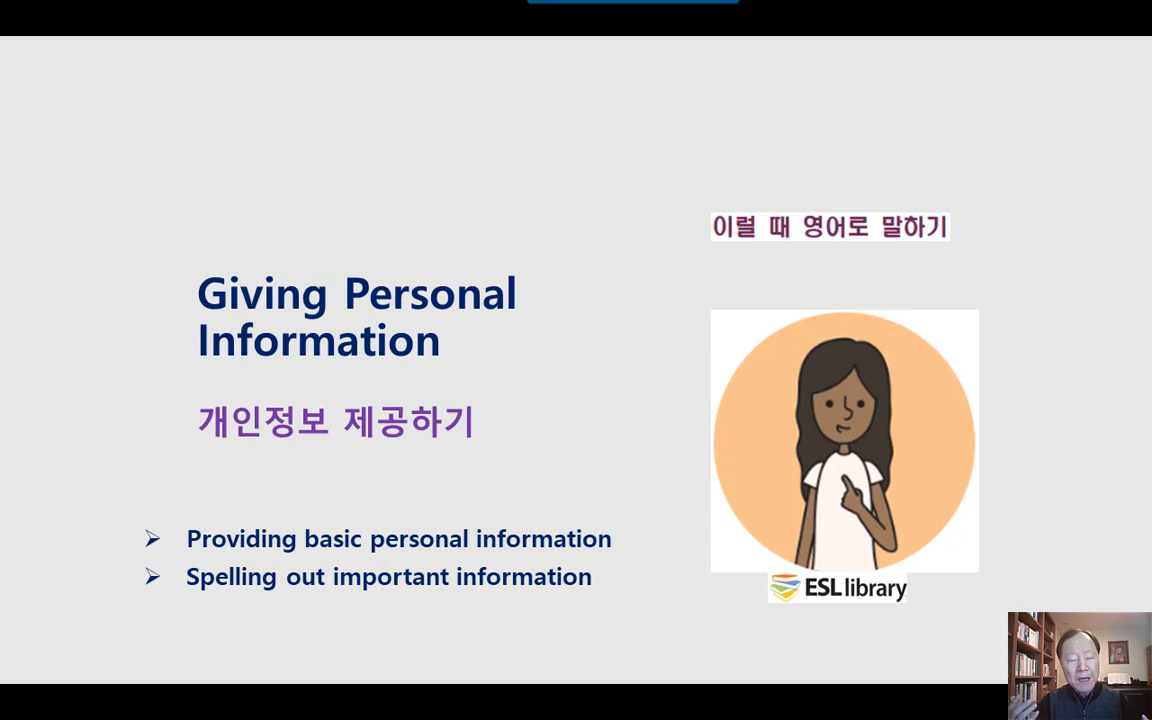 이럴 때 영어로 말하기
Giving Personal
Information
개인정보 제공하기
Providing basic personal information
Spelling out important information
ESL library